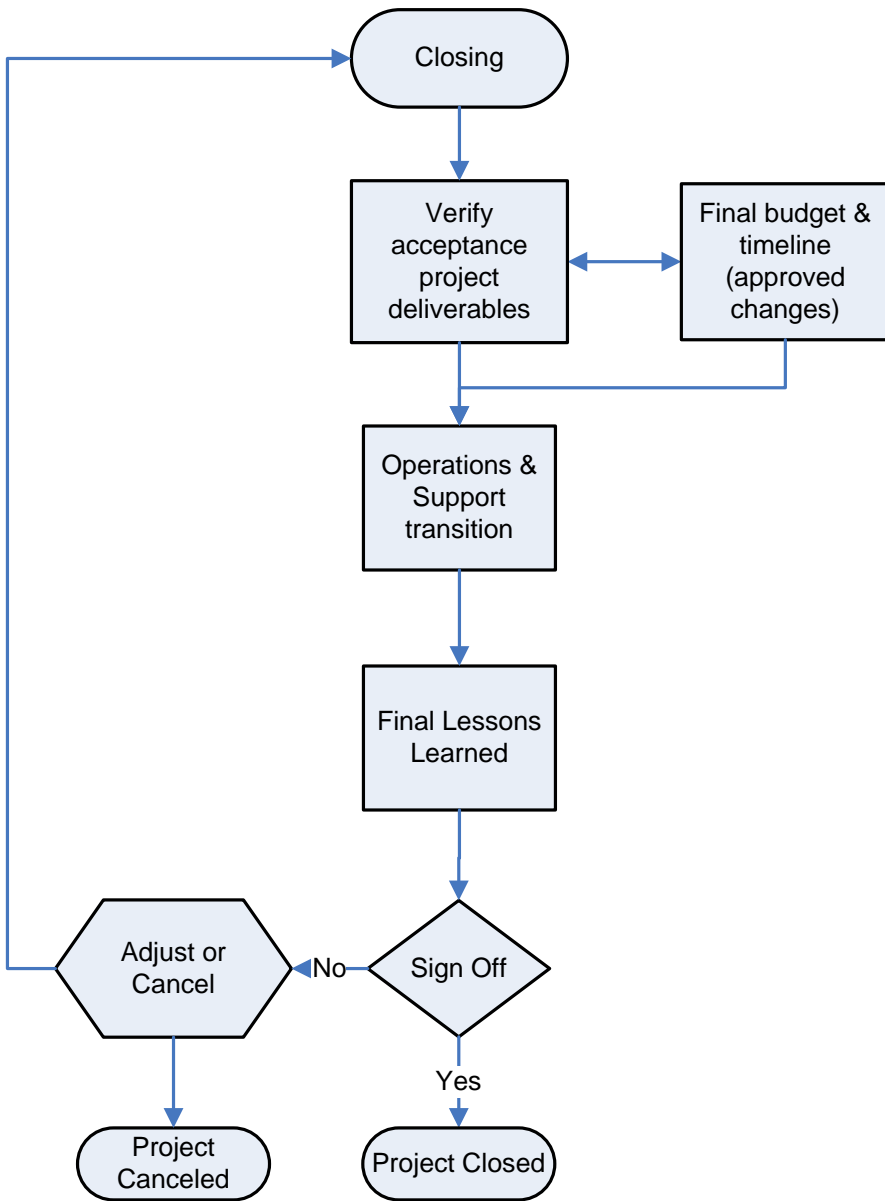 Closing
Verify
acceptance
project
deliverables
Final budget &
timeline
(approved
changes)
Operations &
Support
transition
Final Lessons
Learned
Adjust or
Cancel
No
Sign Off
Yes
Project
Canceled
Project Closed